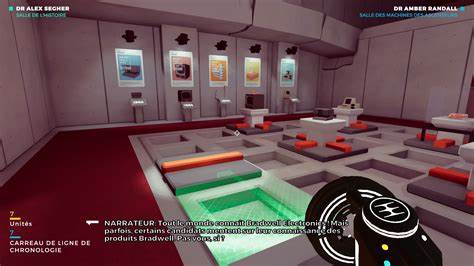 DR ALEX SEGHER
SALLE DE L'HISTOIRE
DR AMBER RANDALL
SALLE DES MACHINES DES ASCENSEURS
7
Unités
7
CARREAU DE LIGNE DE
CHRONOLOGIE
NARRATEUR: Tout le monde connaît Bradwell Electronics! Mais
parfois, certains candidats mentent sur leur connaissance des
produits Bradwell. Pas vous, si ?